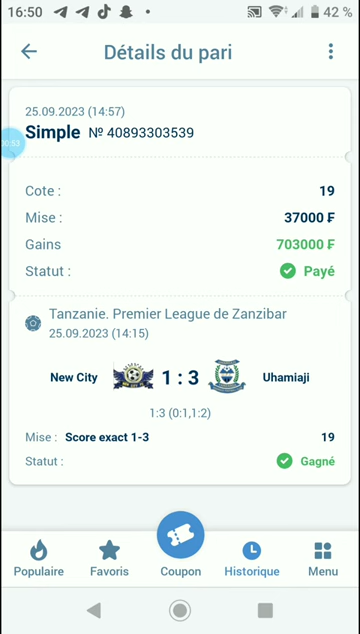 16:50
42 %
Détails du pari
25.09.2023 (14:57)
Simple № 40893303539
00:53
Cote : 19
Mise : 37000 ₣
Gains 703000 ₣
Statut : Payé
Tanzanie. Premier League de Zanzibar
25.09.2023 (14:15)
New City 1 : 3 Uhamiaji
1:3 (0:1,1:2)
Mise : Score exact 1-3 19
Statut : Gagné
Populaire Favoris Coupon Historique Menu